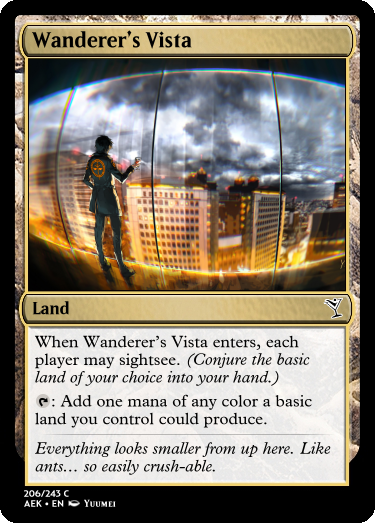 Wanderer's Vista
Land
When Wanderer's Vista enters, each
player may sightsee. (Conjure the basic
land of your choice into your hand.)
: Add one mana of any color a basic
land you control could produce.
Everything looks smaller from up here. Like
ants… so easily crush-able.
206/243 C
AEK • EN Yuumei